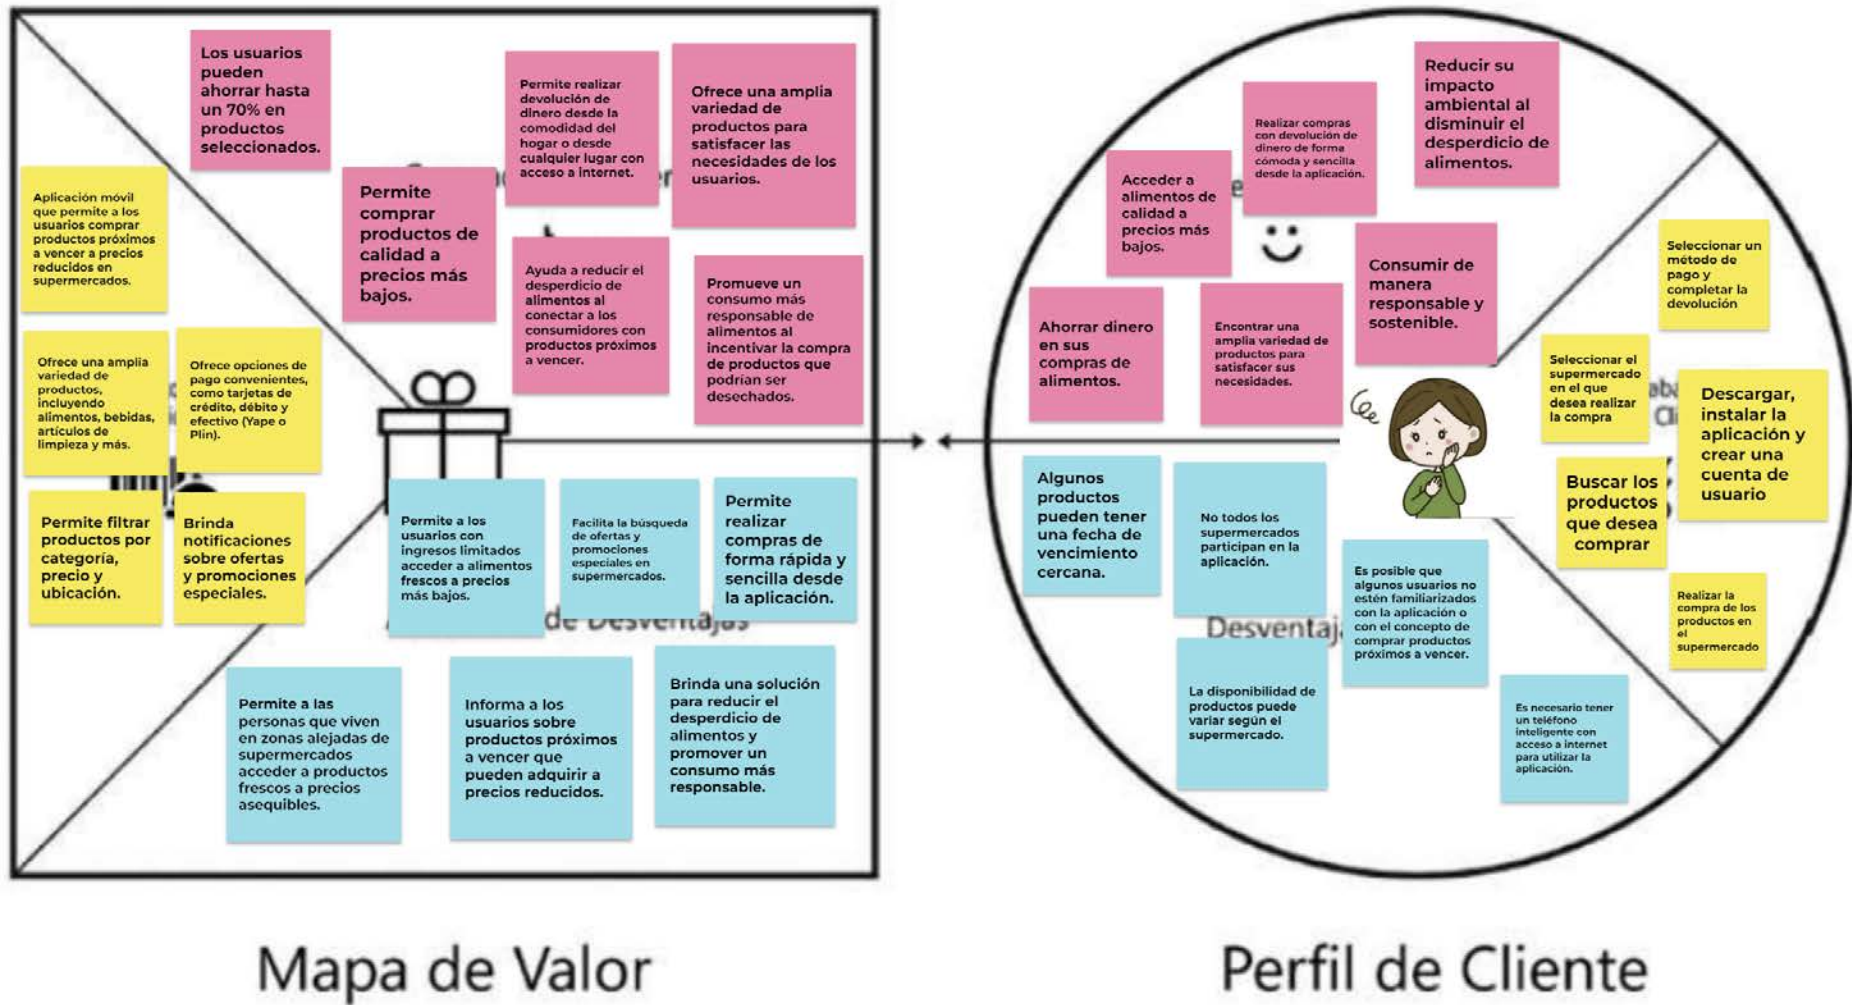 Los usuarios
pueden
ahorrar hasta
un 70% en
productos
seleccionados.
Permite realizar
devolución de
dinero desde la
comodidad del
hogar o desde
cualquier lugar con
acceso a internet.
Ofrece una amplia
variedad de
productos para
satisfacer las
necesidades de los
usuarios.
Permite
comprar
productos de
calidad a
precios más
bajos.
Ayuda a reducir el
desperdicio de
alimentos al
conectar a los
consumidores con
productos próximos
a vencer.
Promueve un
consumo más
responsable de
alimentos al
incentivar la compra
de productos que
podrían ser
desechados.
Aplicación móvil
que permite a los
usuarios comprar
productos próximos
a vencer a precios
reducidos en
supermercados.
Ofrece una amplia
variedad de
productos,
incluyendo
alimentos, bebidas,
artículos de
limpieza y más.
Ofrece opciones de
pago convenientes,
como tarjetas de
crédito, débito y
efectivo (Yape o
Plin).
Permite filtrar
productos por
categoría,
precio y
ubicación.
Brinda
notificaciones
sobre ofertas
y promociones
especiales.
Permite a los
usuarios con
ingresos limitados
acceder a alimentos
frescos a precios
más bajos.
Facilita la búsqueda
de ofertas y
promociones
especiales en
supermercados.
Permite
realizar
compras de
forma rápida y
sencilla desde
la aplicación.
de Desventajas
Permite a las
personas que viven
en zonas alejadas de
supermercados
acceder a productos
frescos a precios
asequibles.
Informa a los
usuarios sobre
productos próximos
a vencer que
pueden adquirir a
precios reducidos.
Brinda una solución
para reducir el
desperdicio de
alimentos y
promover un
consumo más
responsable.
Mapa de Valor
Reducir su
impacto
ambiental al
disminuir el
desperdicio de
alimentos.
Realizar compras
con devolución de
dinero de forma
cómoda y sencilla
desde la aplicación.
Acceder a
alimentos de
calidad a
precios más
bajos.
Consumir de
manera
responsable y
sostenible.
Ahorrar dinero
en sus
compras de
alimentos.
Encontrar una
amplia variedad de
productos para
satisfacer sus
necesidades.
Seleccionar un
método de
pago y
completar la
devolución
Seleccionar el
supermercado
en el que
desea realizar
la compra
Descargar,
instalar la
aplicación y
crear una
cuenta de
usuario
Buscar los
productos
que desea
comprar
Realizar la
compra de los
productos en
el
supermercado
Algunos
productos
pueden tener
una fecha de
vencimiento
cercana.
No todos los
supermercados
participan en la
aplicación.
Es posible que
algunos usuarios no
estén familiarizados
con la aplicación o
con el concepto de
comprar productos
próximos a vencer.
Desventaj
La disponibilidad de
productos puede
variar según el
supermercado.
Es necesario tener
un teléfono
inteligente con
acceso a internet
para utilizar la
aplicación.
Perfil de Cliente